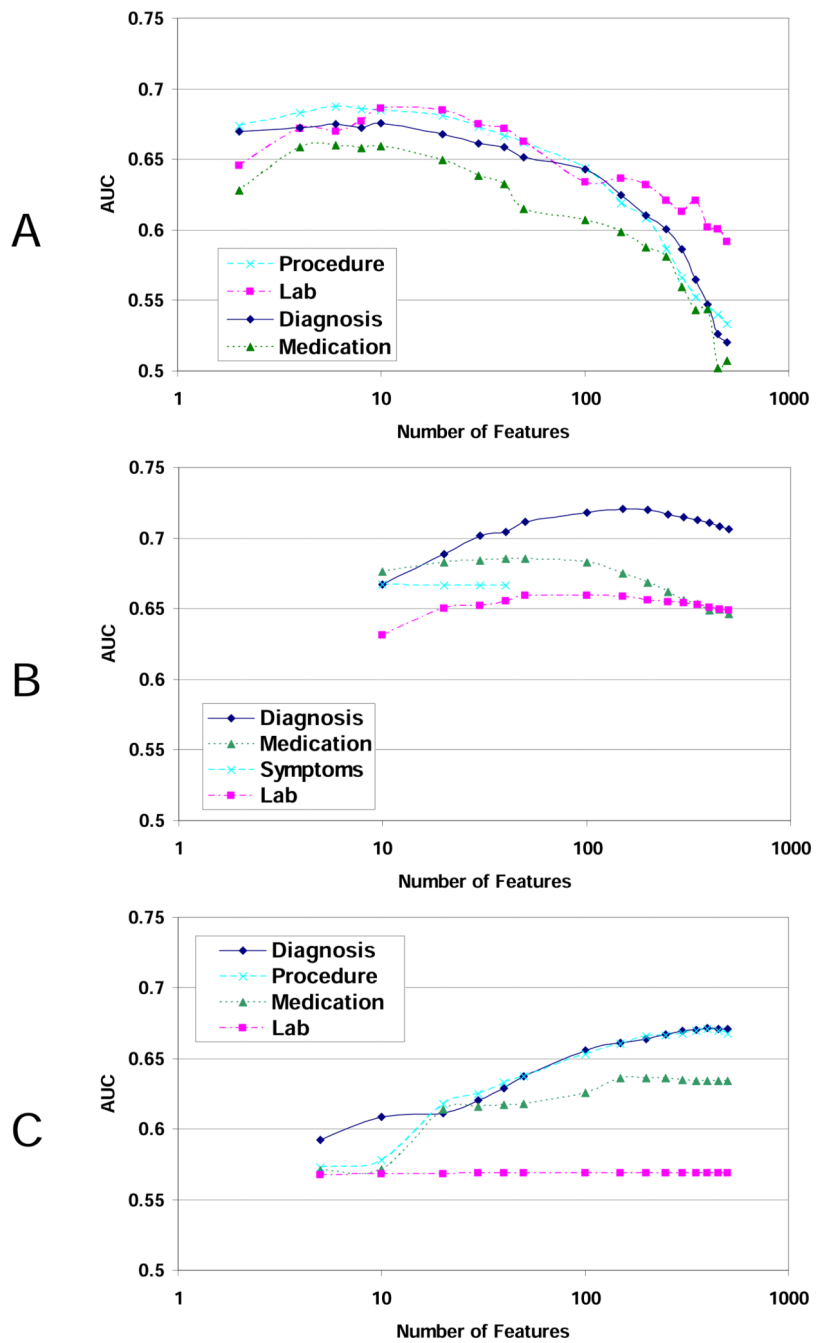 A
AUC
0.75
0.7
0.65
0.6
0.55
0.5
Procedure
Lab
Diagnosis
Medication
1 10 100 1000
Number of Features
B
AUC
0.75
0.7
0.65
0.6
0.55
0.5
Diagnosis
Medication
Symptoms
Lab
1 10 100 1000
Number of Features
C
AUC
0.75
0.7
0.65
0.6
0.55
0.5
Diagnosis
Procedure
Medication
Lab
1 10 100 1000
Number of Features